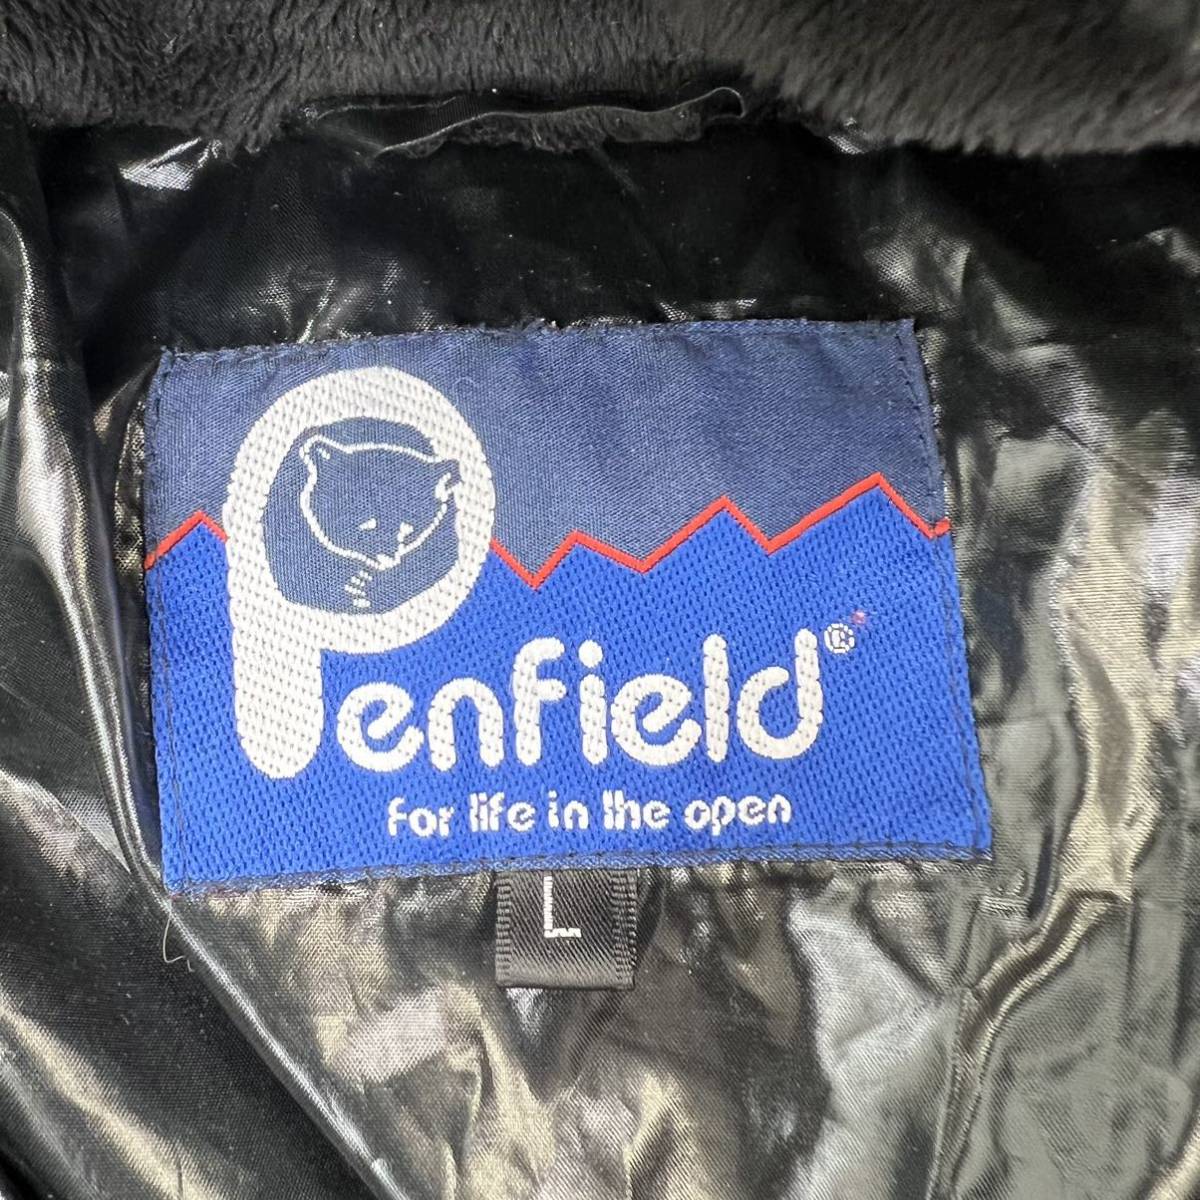 Penfield®
for life in the open
L